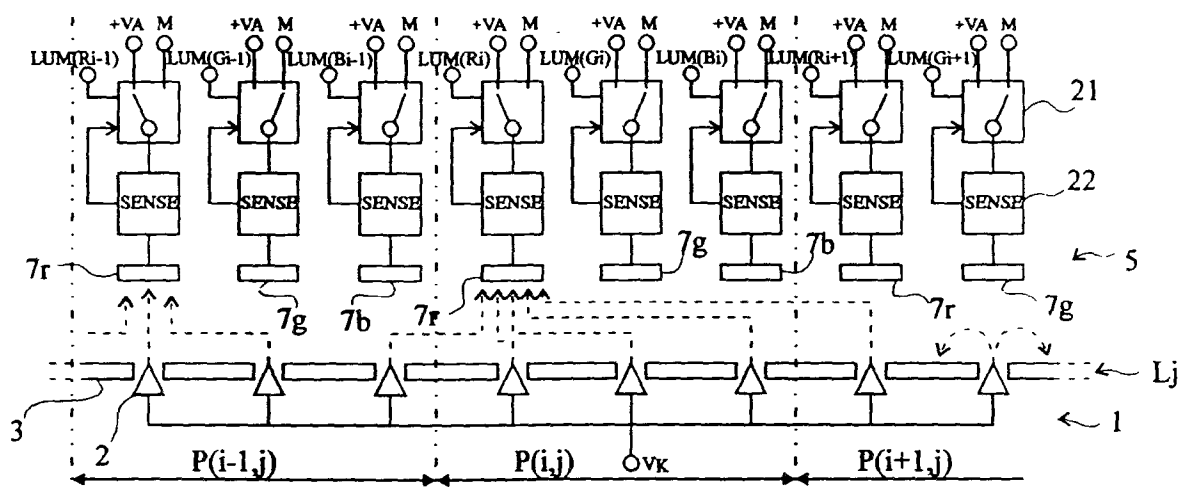 +VA M +VA M +VA M +VA M +VA M +VA M +VA M +VA M
LUM(Ri-1) LUM(Gi-1) LUM(Bi-1) LUM(Ri) LUM(Gi) LUM(Bi) LUM(Ri+1) LUM(Gi+1)
21
SENSE SENSE SENSE SENSE SENSE SENSE SENSE SENSE
22
7r 7g 7b 7r 7g 7b 7r 7g
5
Lj
3 2 1
P(i-1,j) P(i,j) VK P(i+1,j)